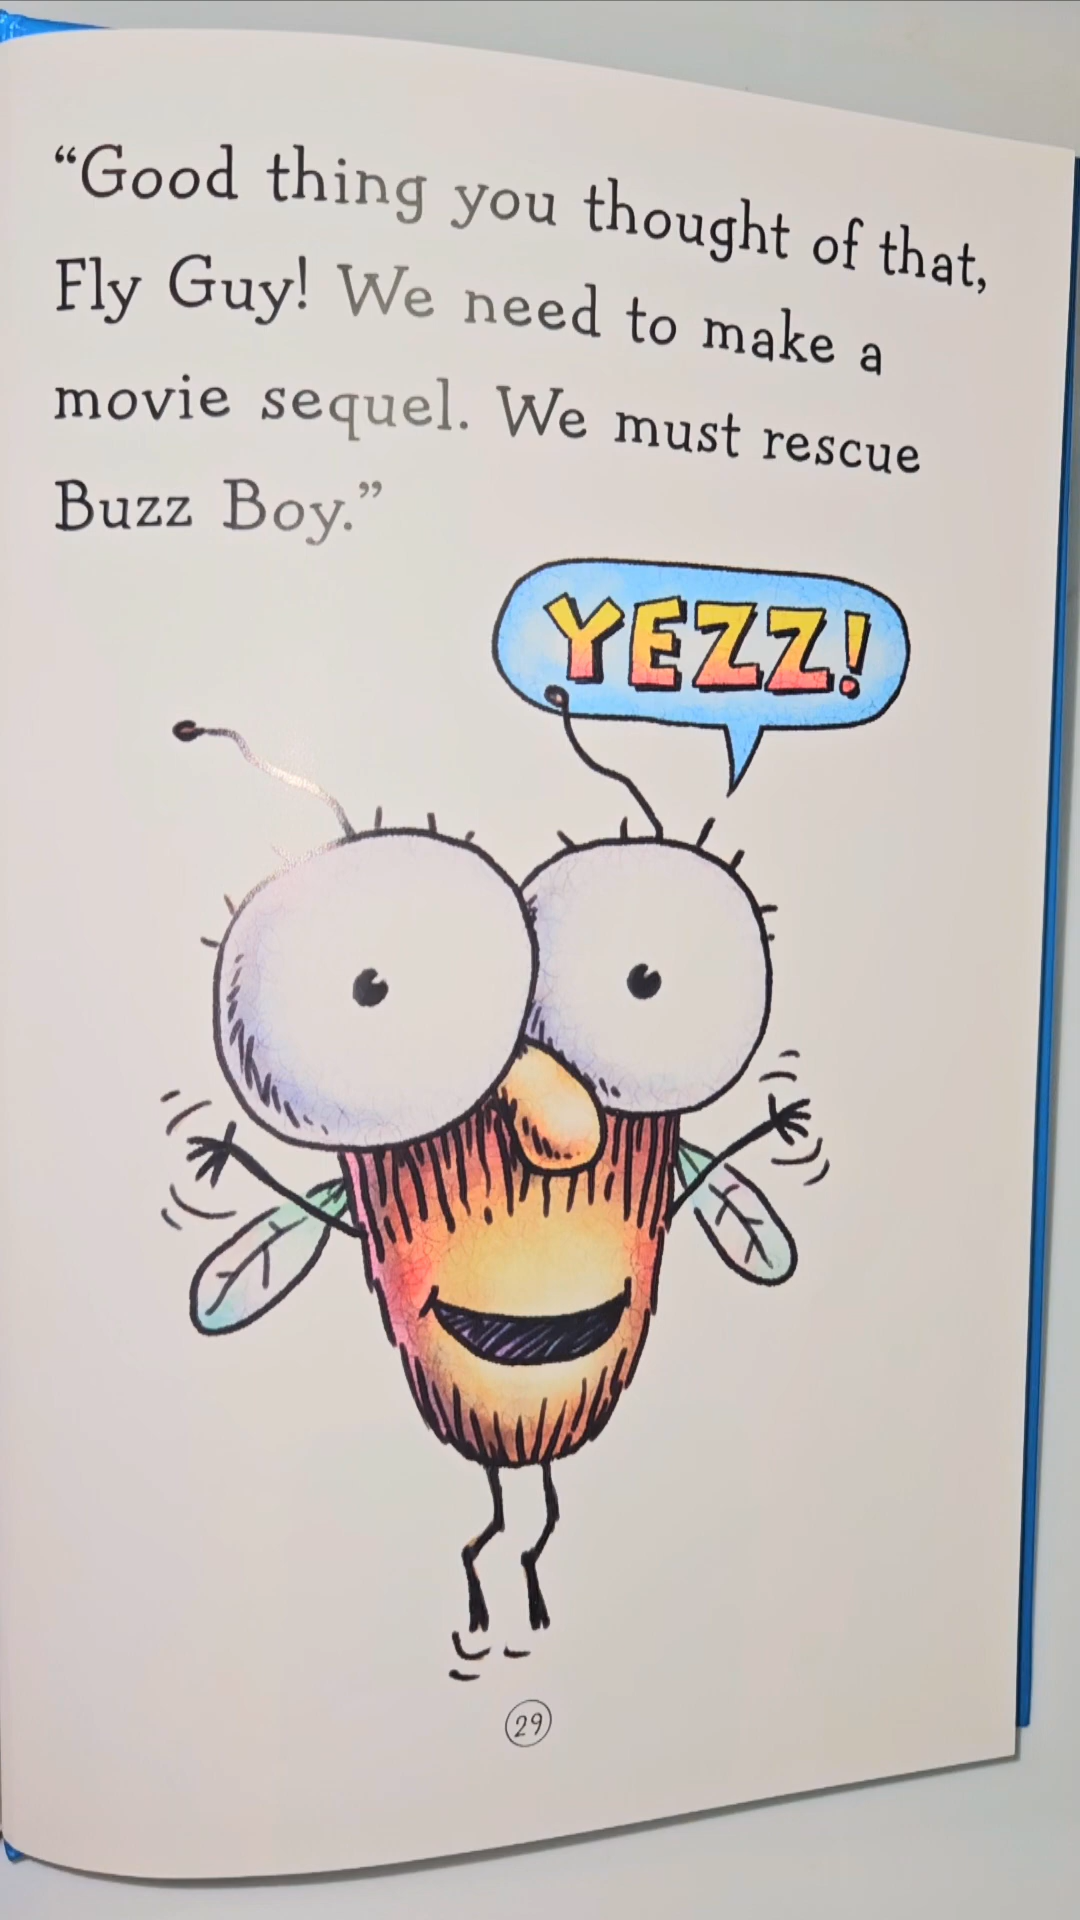 “Good thing you thought of that,
Fly Guy! We need to make a
movie sequel. We must rescue
Buzz Boy.”
YEZZ!
29